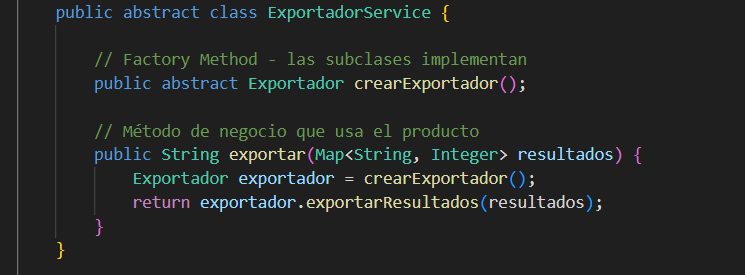 public abstract class ExportadorService {
// Factory Method - las subclases implementan
public abstract Exportador crearExportador();
// Método de negocio que usa el producto
public String exportar(Map<String, Integer> resultados) {
Exportador exportador = crearExportador();
return exportador.exportarResultados(resultados);
}
}